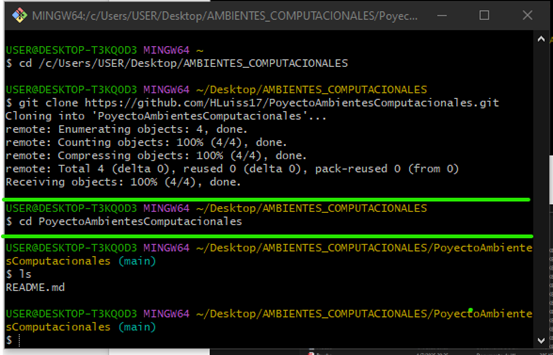 MINGW64:/c/Users/USER/Desktop/AMBIENTES_COMPUTACIONALES/Poyec...
USER@DESKTOP-T3KQOD3 MINGW64 ~
$ cd /c/Users/USER/Desktop/AMBIENTES_COMPUTACIONALES
USER@DESKTOP-T3KQOD3 MINGW64 ~/Desktop/AMBIENTES_COMPUTACIONALES
$ git clone https://github.com/HLuiss17/PoyectoAmbientesComputacionales.git
Cloning into 'PoyectoAmbientesComputacionales'...
remote: Enumerating objects: 4, done.
remote: Counting objects: 100% (4/4), done.
remote: Compressing objects: 100% (4/4), done.
remote: Total 4 (delta 0), reused 0 (delta 0), pack-reused 0 (from 0)
Receiving objects: 100% (4/4), done.
USER@DESKTOP-T3KQOD3 MINGW64 ~/Desktop/AMBIENTES_COMPUTACIONALES
$ cd PoyectoAmbientesComputacionales
USER@DESKTOP-T3KQOD3 MINGW64 ~/Desktop/AMBIENTES_COMPUTACIONALES/PoyectoAmbiente
sComputacionales (main)
$ ls
README.md
USER@DESKTOP-T3KQOD3 MINGW64 ~/Desktop/AMBIENTES_COMPUTACIONALES/PoyectoAmbiente
sComputacionales (main)
$